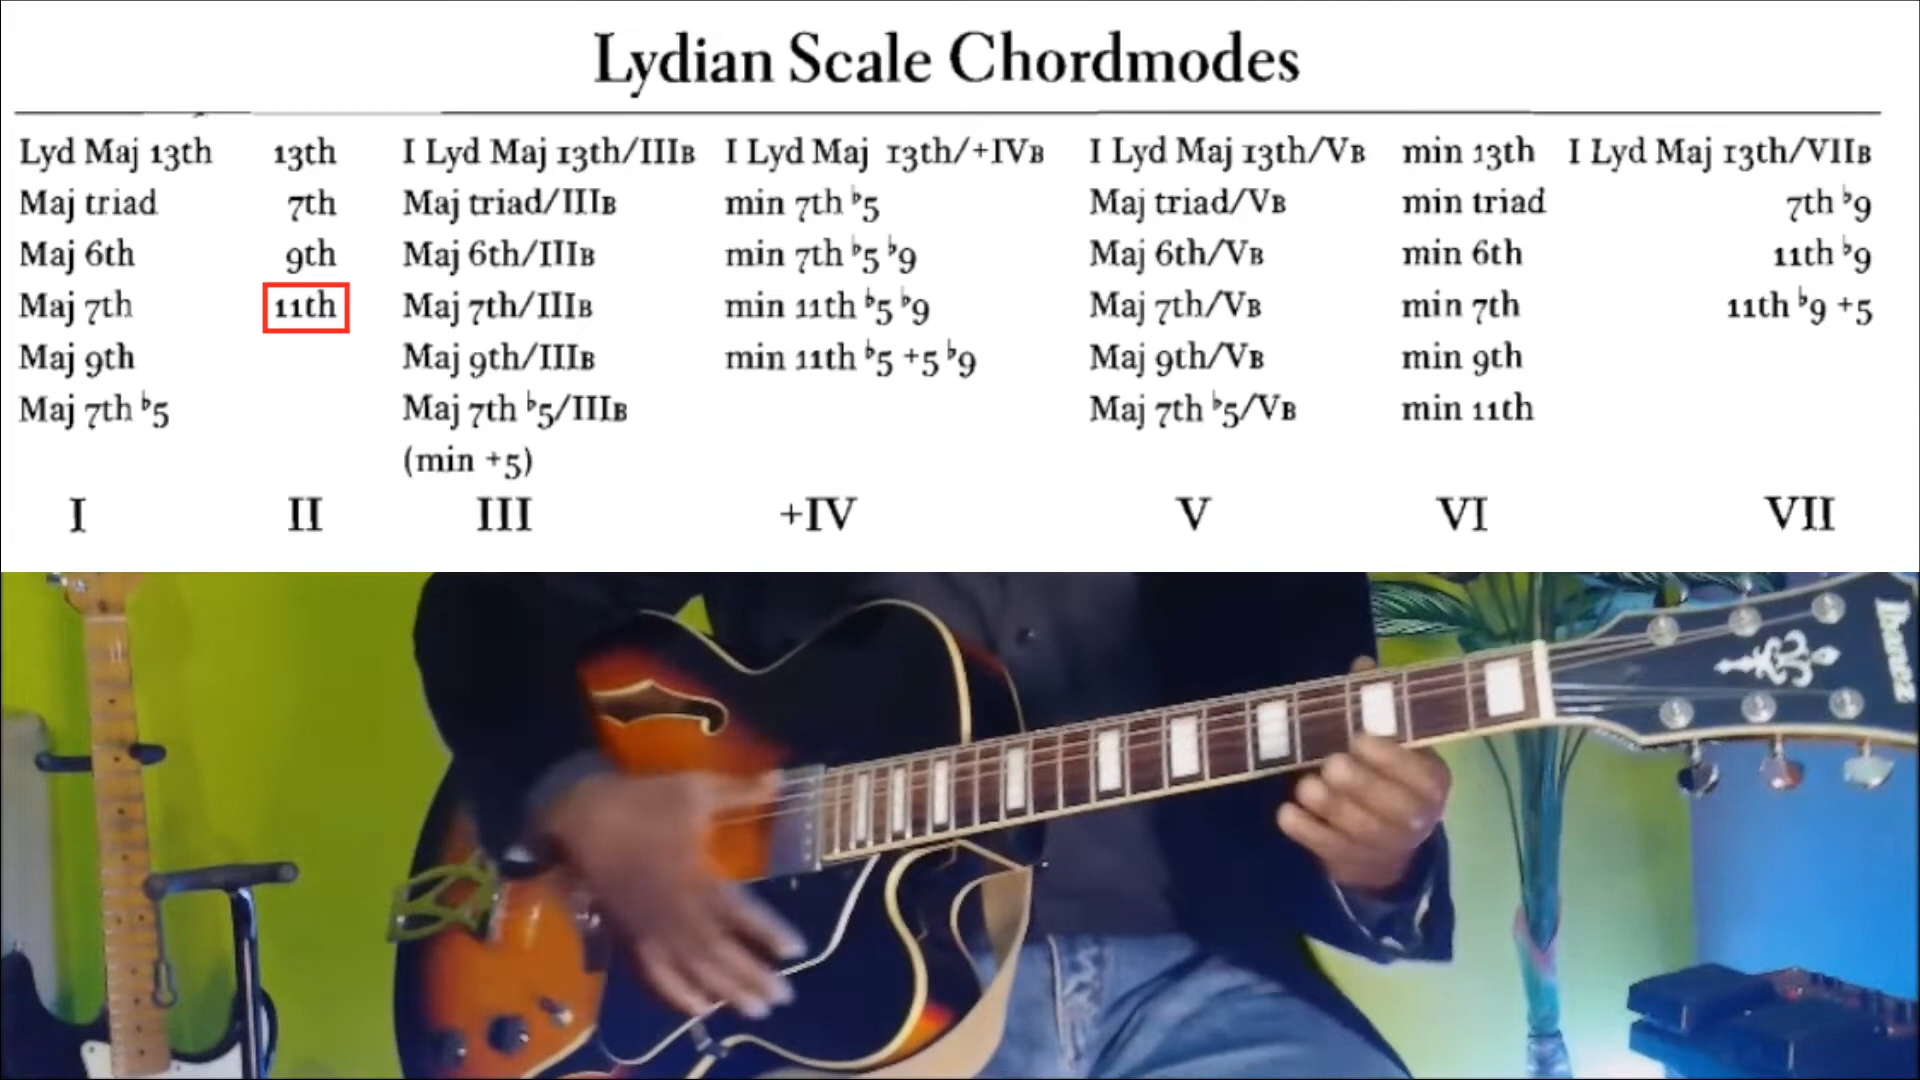 Lydian Scale Chordmodes
Lyd Maj 13th 13th I Lyd Maj 13th/IIIB I Lyd Maj 13th/+IVB I Lyd Maj 13th/VB min 13th I Lyd Maj 13th/VIIB
Maj triad 7th Maj triad/IIIB min 7th ♭5 Maj triad/VB min triad 7th ♭9
Maj 6th 9th Maj 6th/IIIB min 7th ♭5 ♭9 Maj 6th/VB min 6th 11th ♭9
Maj 7th 11th Maj 7th/IIIB min 11th ♭5 ♭9 Maj 7th/VB min 7th 11th ♭9 +5
Maj 9th Maj 9th/IIIB min 11th ♭5 +5 ♭9 Maj 9th/VB min 9th
Maj 7th ♭5 Maj 7th ♭5/IIIB Maj 7th ♭5/VB min 11th
(min +5)
I II III +IV V VI VII
Ibanez